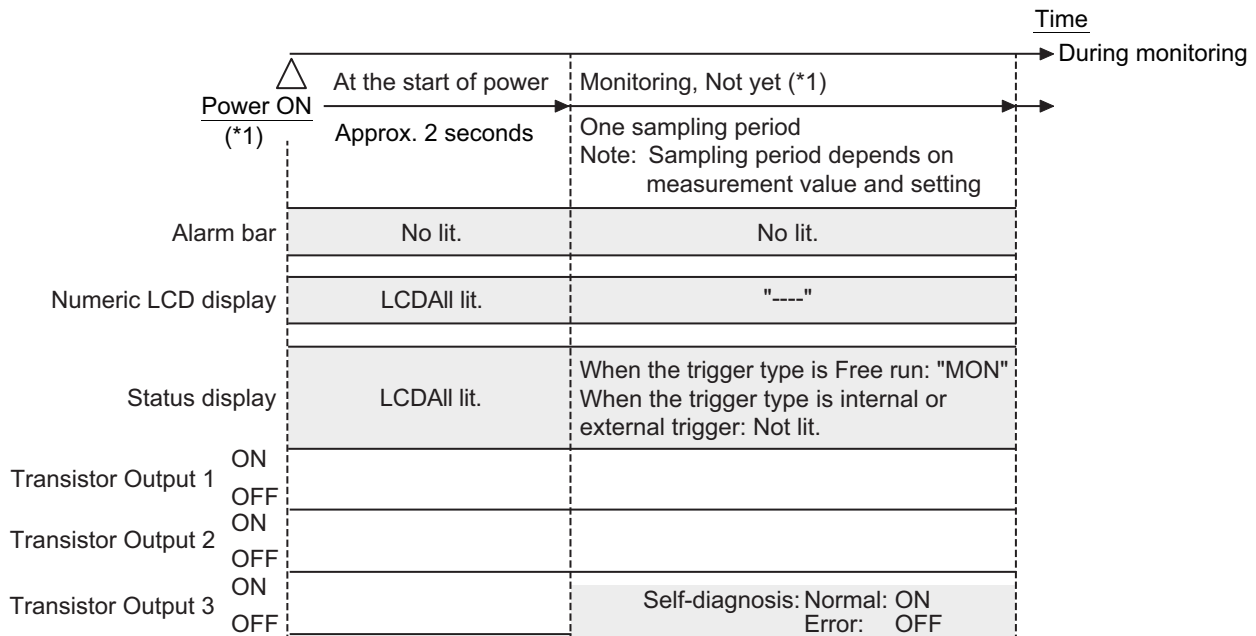 Time
During monitoring
At the start of power
Monitoring, Not yet (*1)
Power ON
(*1)
Approx. 2 seconds
One sampling period
Note: Sampling period depends on
measurement value and setting
Alarm bar
No lit.
No lit.
Numeric LCD display
LCDAll lit.
"----"
Status display
LCDAll lit.
When the trigger type is Free run: "MON"
When the trigger type is internal or
external trigger: Not lit.
Transistor Output 1
ON
OFF
Transistor Output 2
ON
OFF
Transistor Output 3
ON
OFF
Self-diagnosis: Normal: ON
Error: OFF